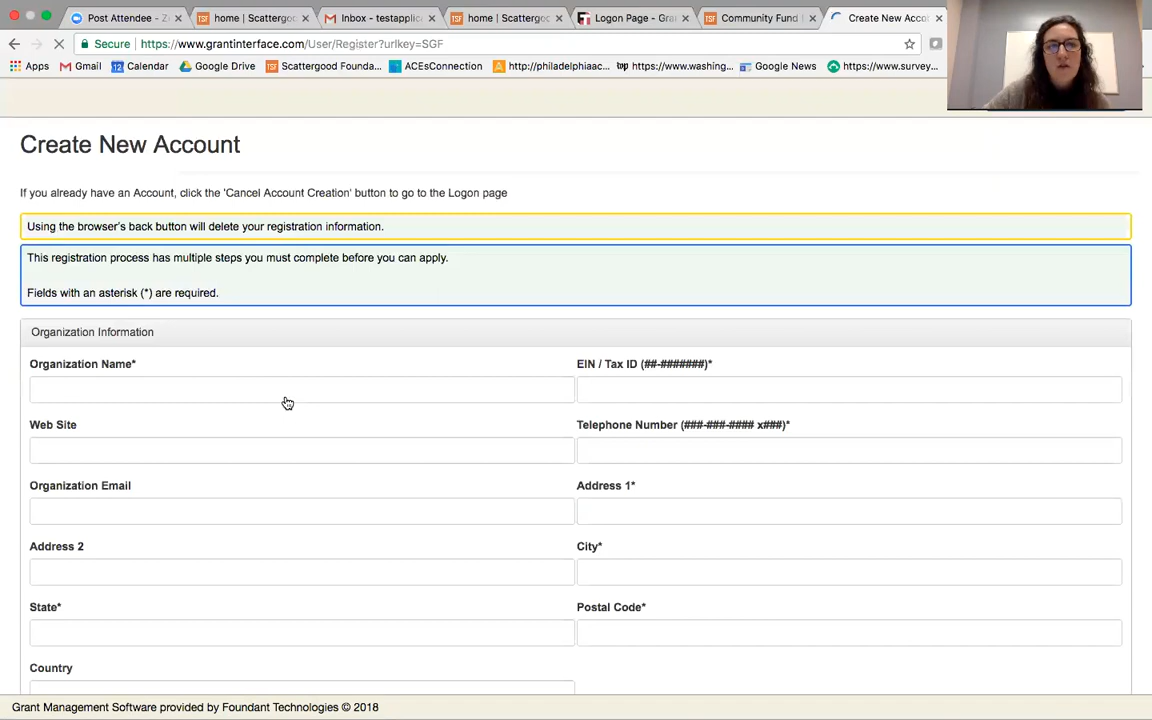 Post Attendee - Z
home | Scattergoo
Inbox - testapplic
home | Scattergoo
Logon Page - Gra
Community Fund
Create New Acco
Secure https://www.grantinterface.com/User/Register?urlkey=SGF
Apps Gmail Calendar Google Drive Scattergood Founda... ACEsConnection http://philadelphiaac... https://www.washing... Google News https://www.survey...
Create New Account
If you already have an Account, click the 'Cancel Account Creation' button to go to the Logon page
Using the browser's back button will delete your registration information.
This registration process has multiple steps you must complete before you can apply.
Fields with an asterisk (*) are required.
Organization Information
Organization Name*
EIN / Tax ID (##-#######)*
Web Site
Telephone Number (###-###-#### x###)*
Organization Email
Address 1*
Address 2
City*
State*
Postal Code*
Country
Grant Management Software provided by Foundant Technologies © 2018